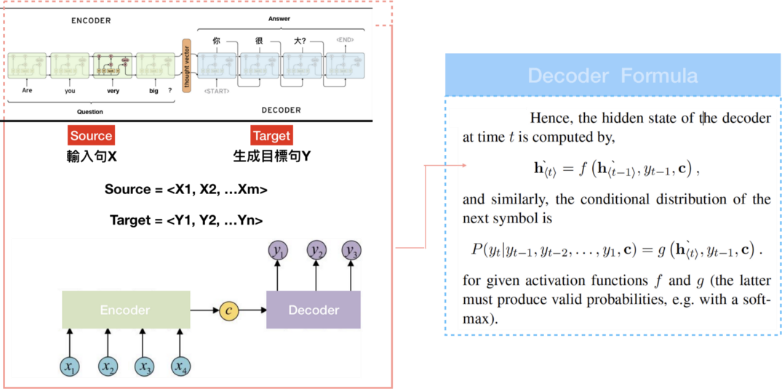 ENCODER
Answer
你 很 大? <END>
thought vector
Are you very big ?
<START>
Question
DECODER
Source Target
輸入句X 生成目標句Y
Source = <X1, X2, …Xm>
Target = <Y1, Y2, …Yn>
y1 y2 y3
Encoder c Decoder
x1 x2 x3 x4
Decoder Formula
Hence, the hidden state of the decoder
at time t is computed by,
h⟨t⟩ = f (h⟨t−1⟩, yt−1, c) ,
and similarly, the conditional distribution of the
next symbol is
P(yt|yt−1, yt−2, . . . , y1, c) = g (h⟨t⟩, yt−1, c) .
for given activation functions f and g (the latter
must produce valid probabilities, e.g. with a soft-
max).